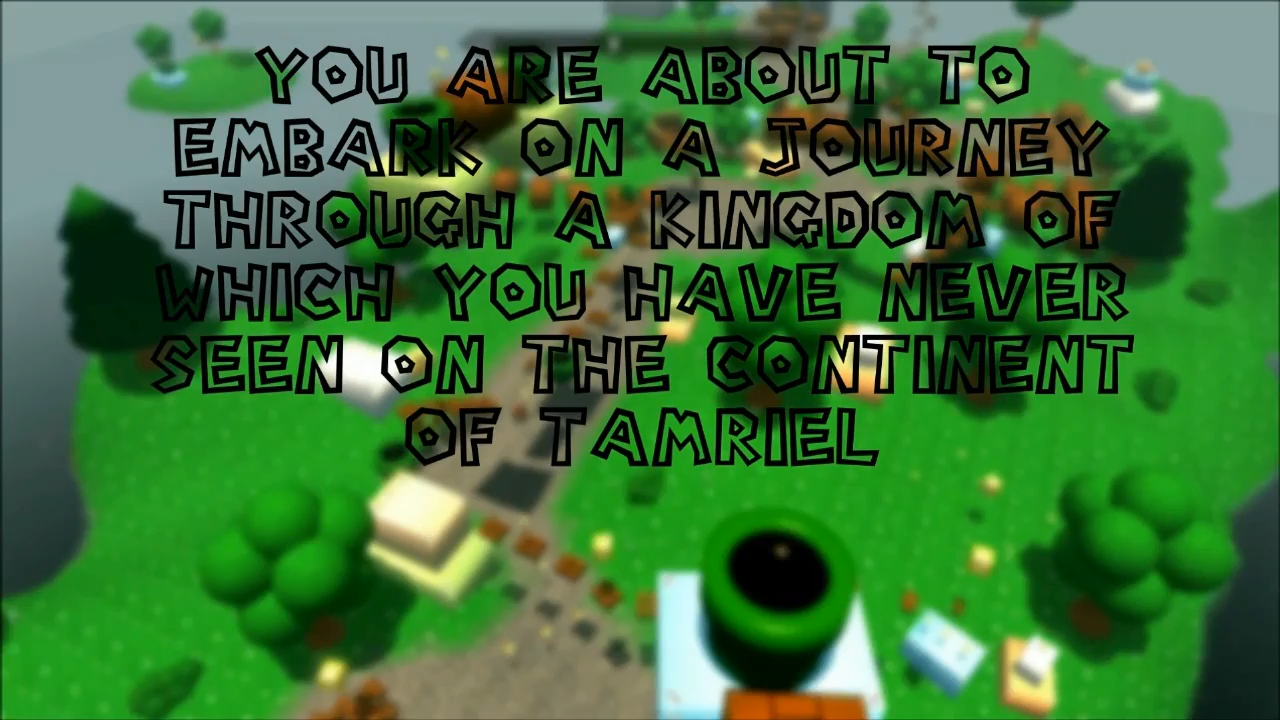 YOU ARE ABOUT TO
EMBARK ON A JOURNEY
THROUGH A KINGDOM OF
WHICH YOU HAVE NEVER
SEEN ON THE CONTINENT
OF TAMRIEL